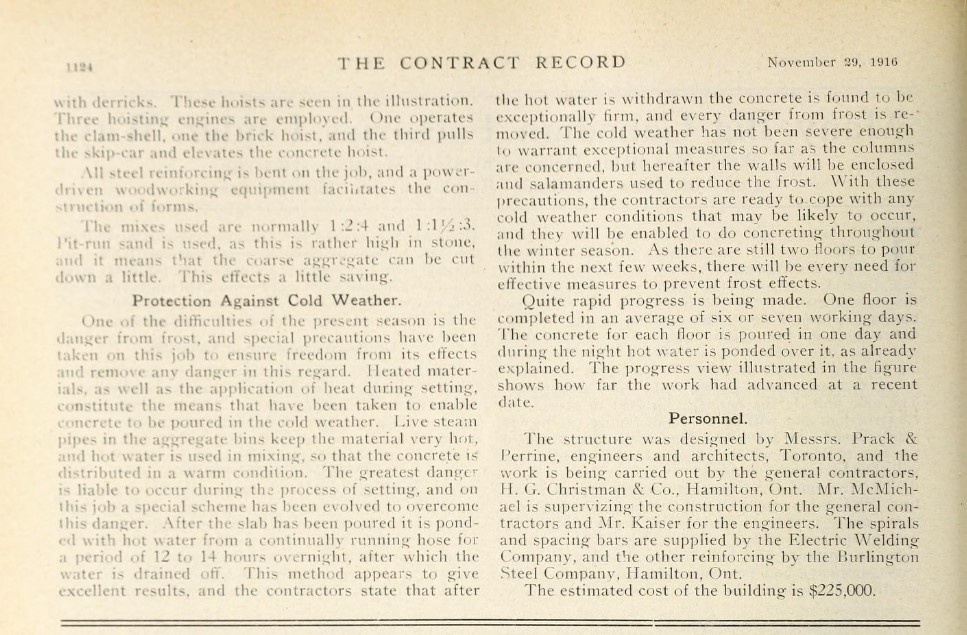 1124
THE CONTRACT RECORD
November 29, 1916
with derricks. These hoists are seen in the illustration.
Three hoisting engines are employed. One operates
the clam-shell, one the brick hoist, and the third pulls
the skip-car and elevates the concrete hoist.
All steel reinforcing is bent on the job, and a power-
driven woodworking equipment facilitates the con-
struction of forms.
The mixes used are normally 1:2:4 and 1:1½:3.
Pit-run sand is used, as this is rather high in stone,
and it means that the coarse aggregate can be cut
down a little. This effects a little saving.
Protection Against Cold Weather.
One of the difficulties of the present season is the
danger from frost, and special precautions have been
taken on this job to ensure freedom from its effects
and remove any danger in this regard. Heated mater-
ials, as well as the application of heat during setting,
constitute the means that have been taken to enable
concrete to be poured in the cold weather. Live steam
pipes in the aggregate bins keep the material very hot,
and hot water is used in mixing, so that the concrete is
distributed in a warm condition. The greatest danger
is liable to occur during the process of setting, and on
this job a special scheme has been evolved to overcome
this danger. After the slab has been poured it is pond-
ed with hot water from a continually running hose for
a period of 12 to 14 hours overnight, after which the
water is drained off. This method appears to give
excellent results, and the contractors state that after
the hot water is withdrawn the concrete is found to be
exceptionally firm, and every danger from frost is re-
moved. The cold weather has not been severe enough
to warrant exceptional measures so far as the columns
are concerned, but hereafter the walls will be enclosed
and salamanders used to reduce the frost. With these
precautions, the contractors are ready to cope with any
cold weather conditions that may be likely to occur,
and they will be enabled to do concreting throughout
the winter season. As there are still two floors to pour
within the next few weeks, there will be every need for
effective measures to prevent frost effects.
Quite rapid progress is being made. One floor is
completed in an average of six or seven working days.
The concrete for each floor is poured in one day and
during the night hot water is ponded over it, as already
explained. The progress view illustrated in the figure
shows how far the work had advanced at a recent
date.
Personnel.
The structure was designed by Messrs. Prack &
Perrine, engineers and architects, Toronto, and the
work is being carried out by the general contractors,
H. G. Christman & Co., Hamilton, Ont. Mr. McMich-
ael is supervizing the construction for the general con-
tractors and Mr. Kaiser for the engineers. The spirals
and spacing bars are supplied by the Electric Welding
Company, and the other reinforcing by the Burlington
Steel Company, Hamilton, Ont.
The estimated cost of the building is $225,000.